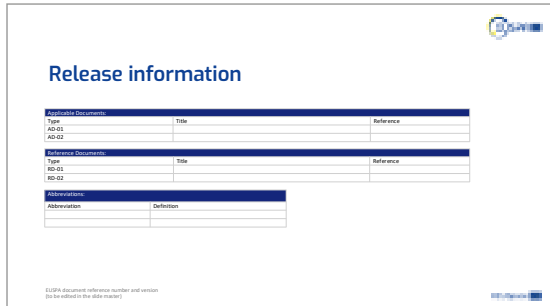 Release information
Applicable Documents:
Type Title Reference
AD-01
AD-02
Reference Documents:
Type Title Reference
RD-01
RD-02
Abbreviations:
Abbreviation Definition
EUSPA document reference number and version
(to be edited in the slide master)